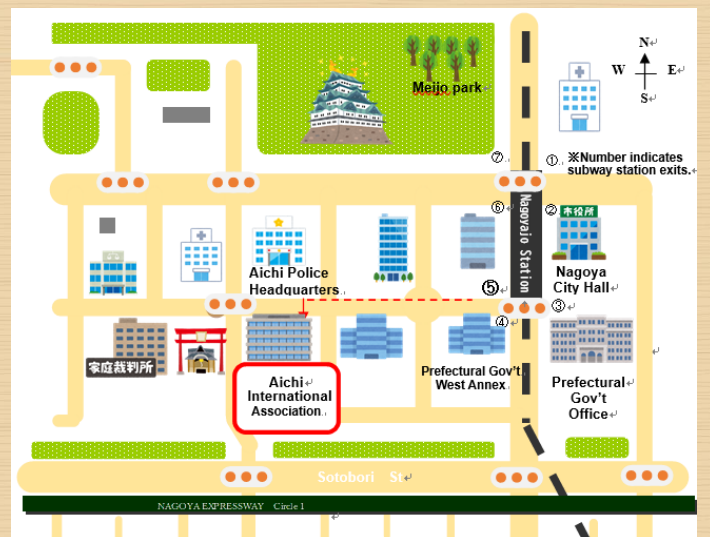 N
W E
S
Meijo park
⑦
①
※Number indicates
subway station exits.
⑥
②
市役所
Nagoyajo Station
Aichi Police
Headquarters
Nagoya
City Hall
⑤
③
④
家庭裁判所
Aichi
International
Association
Prefectural Gov't
West Annex
Prefectural
Gov't
Office
Sotobori St
NAGOYA EXPRESSWAY Circle 1